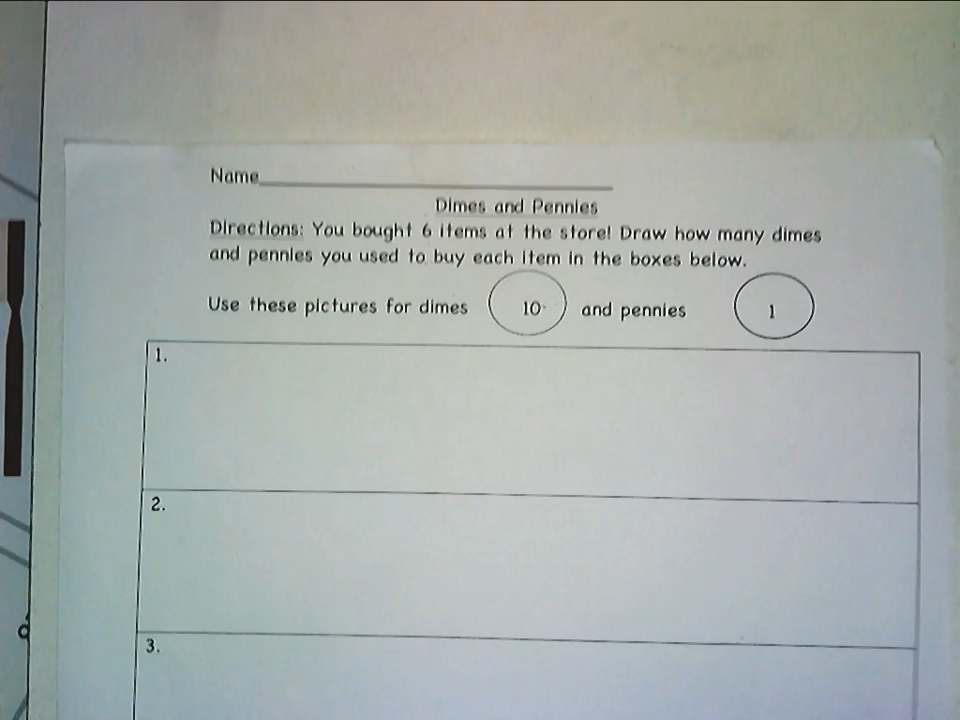 Name
Dimes and Pennies
Directions: You bought 6 items at the store! Draw how many dimes
and pennies you used to buy each item in the boxes below.
Use these pictures for dimes 10 and pennies 1
1.
2.
3.